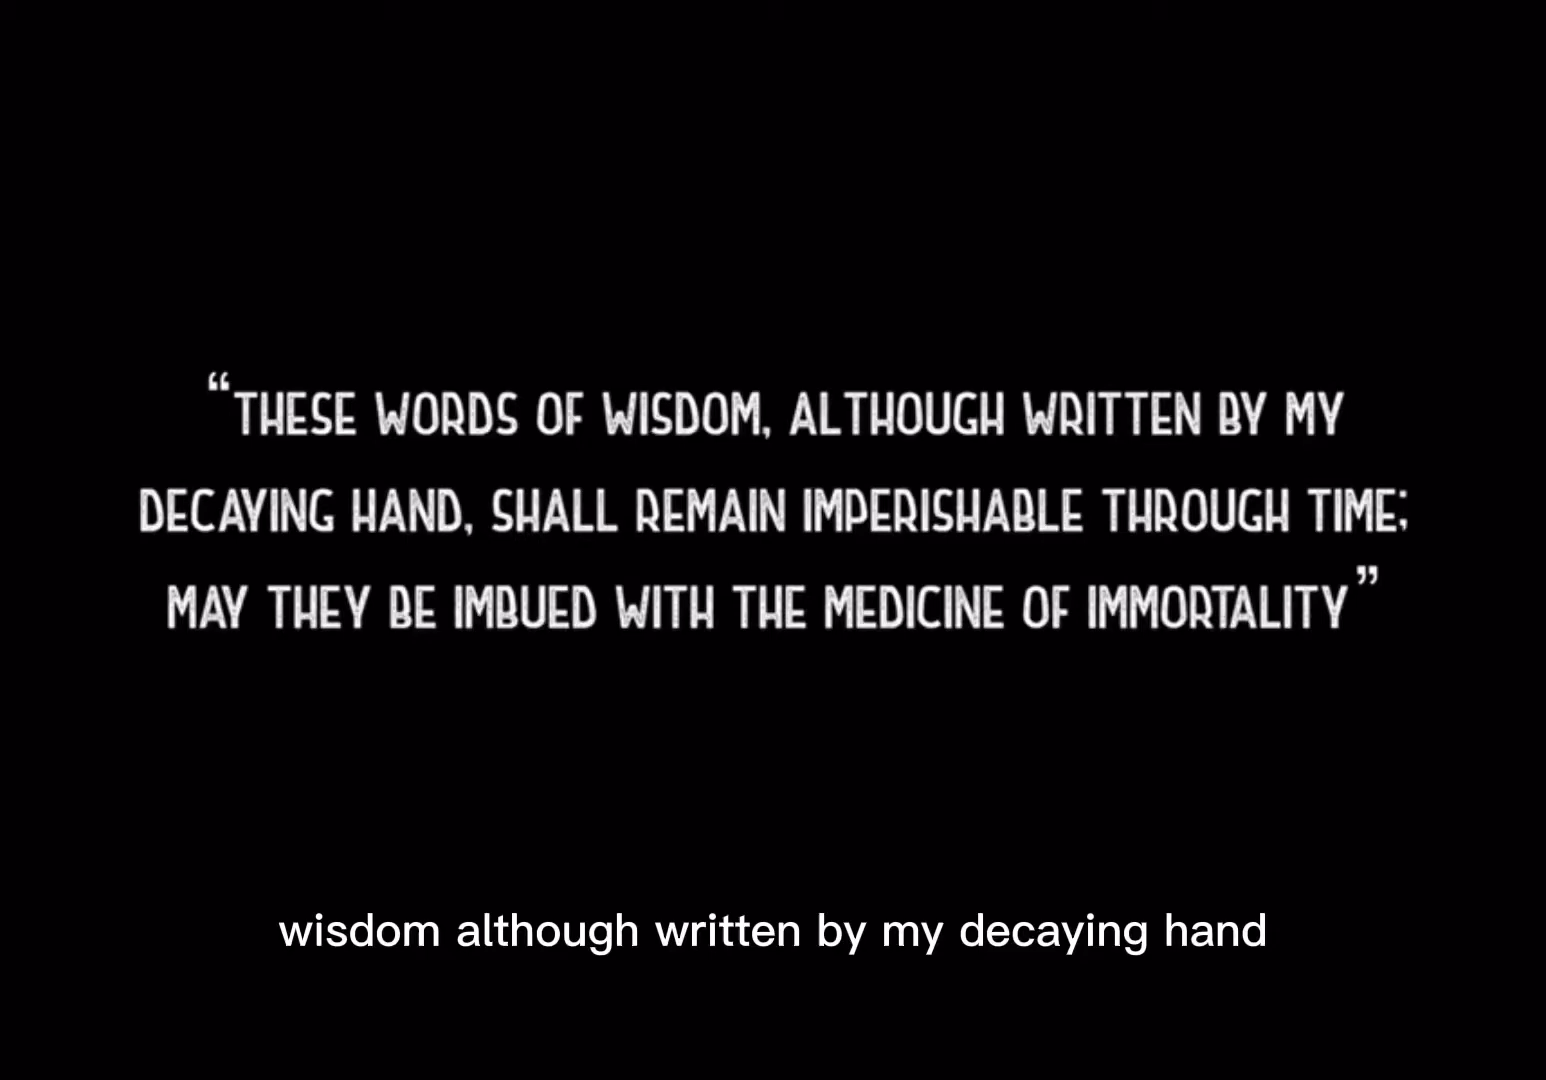 “THESE WORDS OF WISDOM, ALTHOUGH WRITTEN BY MY
DECAYING HAND, SHALL REMAIN IMPERISHABLE THROUGH TIME;
MAY THEY BE IMBUED WITH THE MEDICINE OF IMMORTALITY”
wisdom although written by my decaying hand